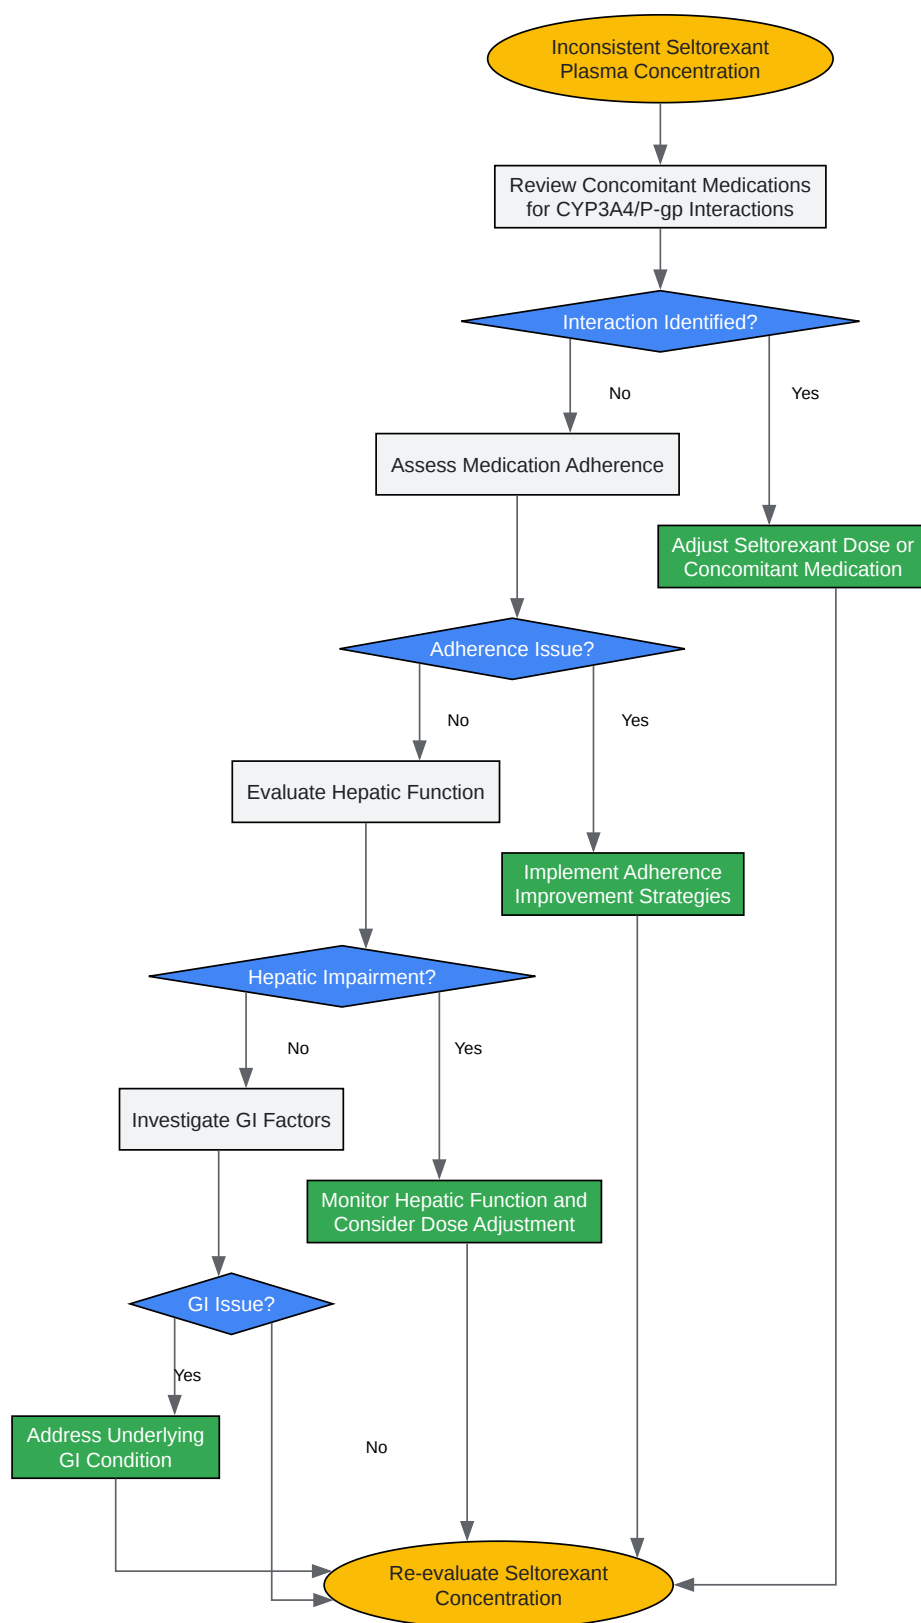 Inconsistent Seltorexant
Plasma Concentration
Review Concomitant Medications
for CYP3A4/P-gp Interactions
Interaction Identified?
No
Yes
Assess Medication Adherence
Adjust Seltorexant Dose or
Concomitant Medication
Adherence Issue?
No
Yes
Evaluate Hepatic Function
Implement Adherence
Improvement Strategies
Hepatic Impairment?
No
Yes
Investigate GI Factors
Monitor Hepatic Function and
Consider Dose Adjustment
GI Issue?
Yes
Address Underlying
GI Condition
No
Re-evaluate Seltorexant
Concentration